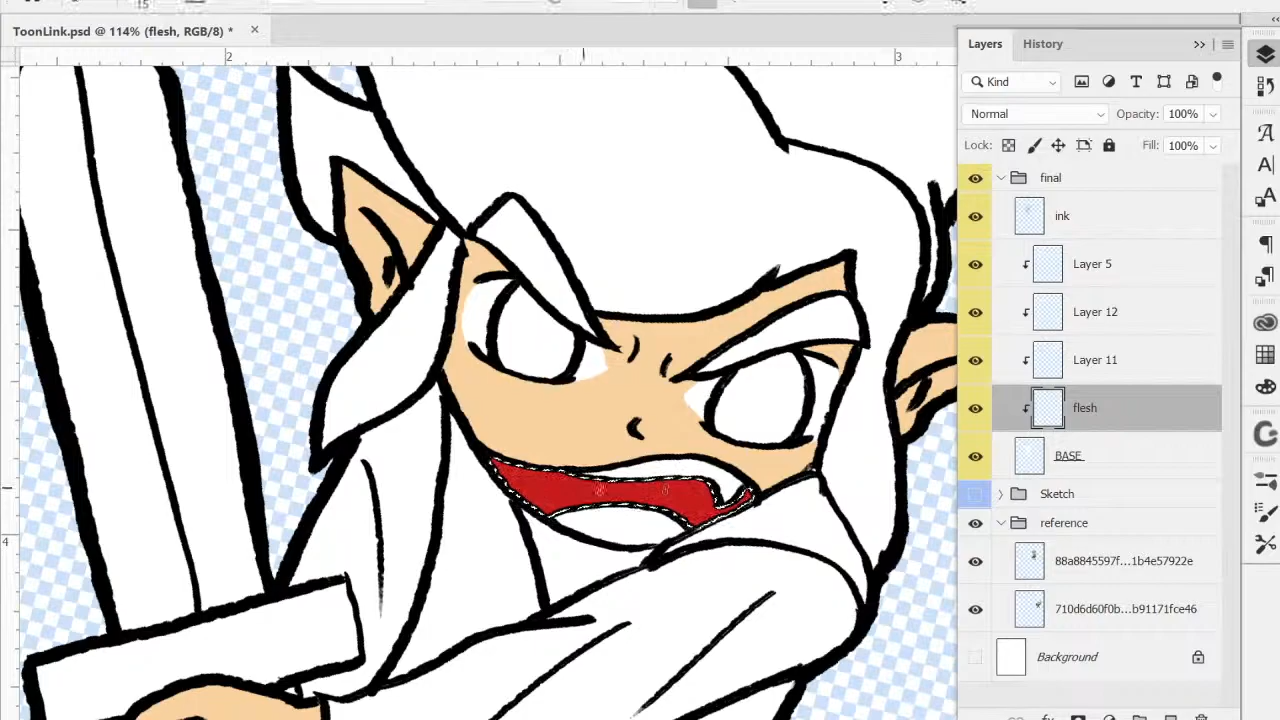 15
ToonLink.psd @ 114% (flesh, RGB/8) *
2
3
4
Layers
History
Kind
Normal
Opacity: 100%
Lock:
Fill: 100%
final
ink
Layer 5
Layer 12
Layer 11
flesh
BASE
Sketch
reference
88a8845597f...1b4e57922e
710d6d60f0b...b91171fce46
Background